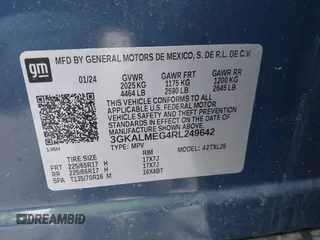 gm
MFD BY GENERAL MOTORS DE MEXICO, S. DE R.L. DE C.V.
01/24 GVWR GAWR FRT GAWR RR
2025 KG 1175 KG 1200 KG
4464 LB 2590 LB 2645 LB
THIS VEHICLE CONFORMS TO ALL APPLICABLE
U.S. FEDERAL MOTOR VEHICLE SAFETY, BUMPER,
AND THEFT PREVENTION STANDARDS IN EFFECT
ON THE DATE OF MANUFACTURE SHOWN ABOVE.
3GKALMEG4RL249642
TYPE: MPV MODEL: 42TXL26
TIRE RIM
FRT 225/65R17 H 17X7J
RR 225/65R17 H 17X7J
SPA T135/70R16 M 16X4BT
AUTOBIDMASTER